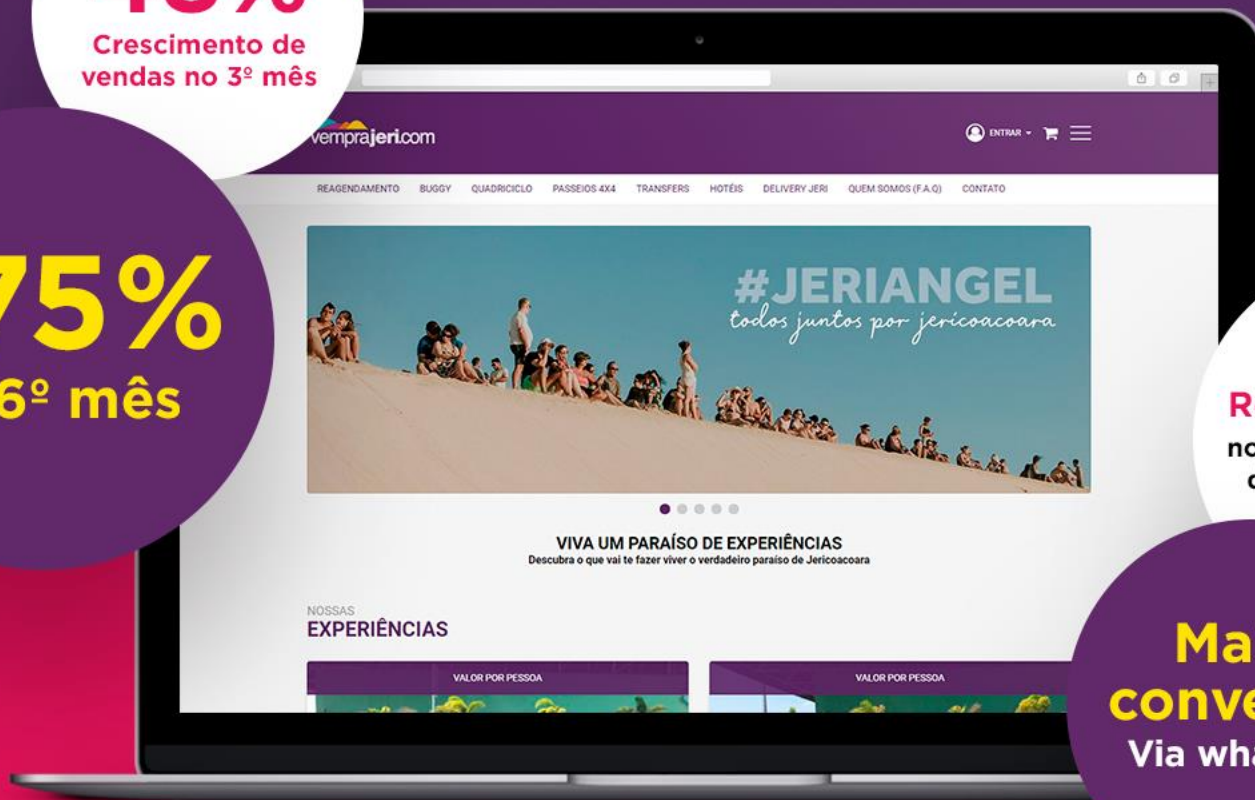 Crescimento de
vendas no 3º mês
75%
6º mês
vemprajeri.com
ENTRAR
REAGENDAMENTO BUGGY QUADRICICLO PASSEIOS 4X4 TRANSFERS HOTÉIS DELIVERY JERI QUEM SOMOS (F.A.Q) CONTATO
#JERIANGEL
todos juntos por jericoacoara
VIVA UM PARAÍSO DE EXPERIÊNCIAS
Descubra o que vai te fazer viver o verdadeiro paraíso de Jericoacoara
NOSSAS
EXPERIÊNCIAS
VALOR POR PESSOA
VALOR POR PESSOA
Via